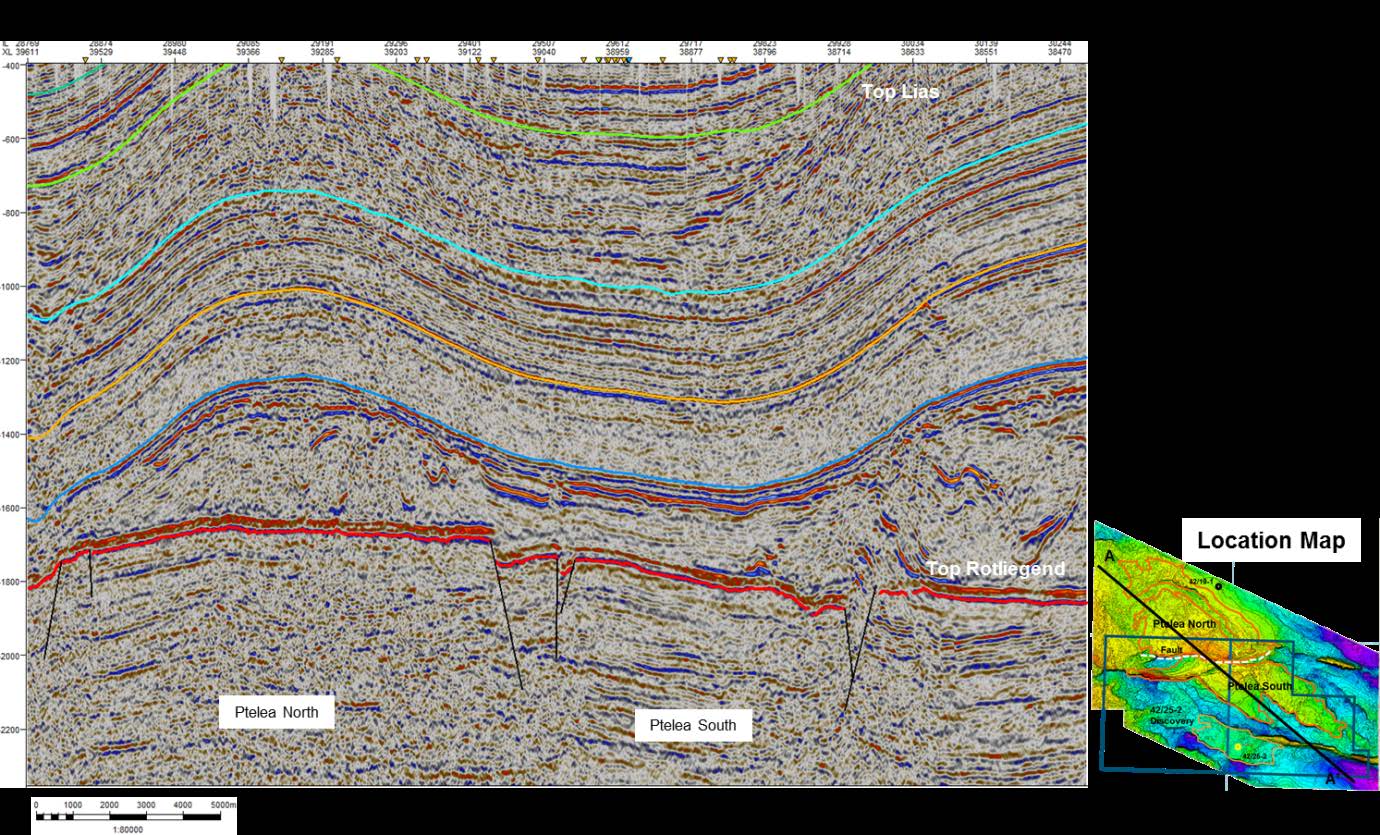 IL 28769 28874 28980 29085 29191 29296 29401 29507 29612 29717 29823 29928 30034 30139 30244
XL 39611 39529 39448 39366 39285 39203 39122 39040 38959 38877 38796 38714 38633 38551 38470
-400
Top Lias
-600
-800
-1000
-1200
-1400
-1600
Top Rotliegend
-1800
-2000
-2200
Ptelea North
Ptelea South
Location Map
A
42/19-1
Ptelea North
Fault
Ptelea South
42/25-2
Discovery
42/25-2
A'
0 1000 2000 3000 4000 5000m
1:80000